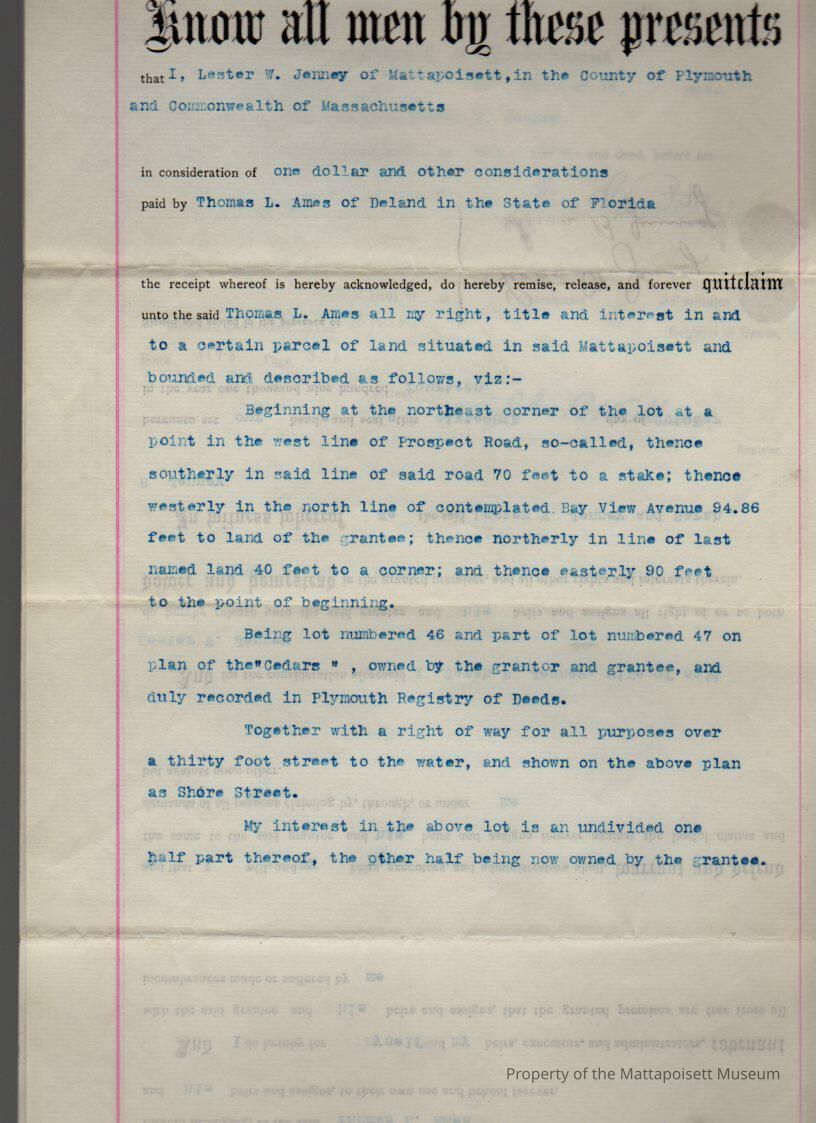 Know all men by these presents
that I, Lester W. Jenney of Mattapoisett, in the County of Plymouth
and Commonwealth of Massachusetts
in consideration of one dollar and other considerations
paid by Thomas L. Ames of Deland in the State of Florida
the receipt whereof is hereby acknowledged, do hereby remise, release, and forever quitclaim
unto the said Thomas L. Ames all my right, title and interest in and
to a certain parcel of land situated in said Mattapoisett and
bounded and described as follows, viz:-
Beginning at the northeast corner of the lot at a
point in the west line of Prospect Road, so-called, thence
southerly in said line of said road 70 feet to a stake; thence
westerly in the north line of contemplated Bay View Avenue 94.86
feet to land of the grantee; thence northerly in line of last
named land 40 feet to a corner; and thence easterly 90 feet
to the point of beginning.
Being lot numbered 46 and part of lot numbered 47 on
plan of the"Cedars " , owned by the grantor and grantee, and
duly recorded in Plymouth Registry of Deeds.
Together with a right of way for all purposes over
a thirty foot street to the water, and shown on the above plan
as Shore Street.
My interest in the above lot is an undivided one
half part thereof, the other half being now owned by the grantee.
Property of the Mattapoisett Museum